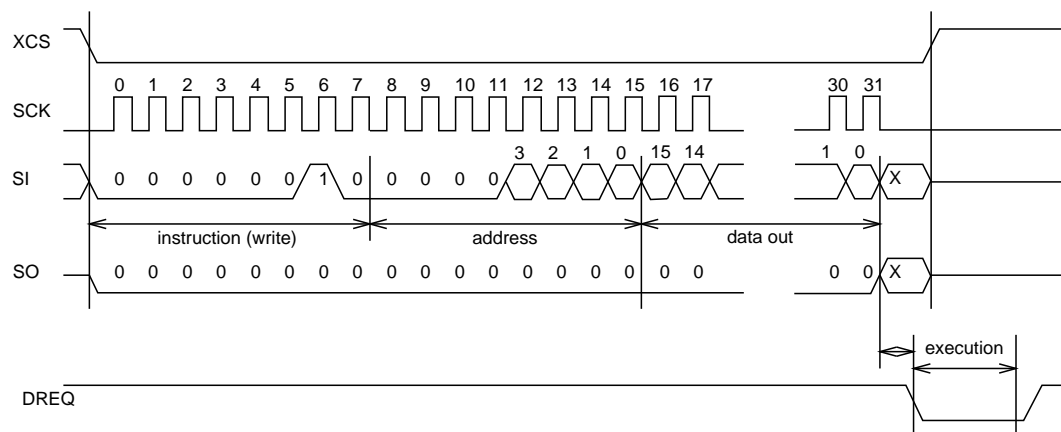 XCS
0 1 2 3 4 5 6 7 8 9 10 11 12 13 14 15 16 17 30 31
SCK
3 2 1 0 15 14 1 0
SI 0 0 0 0 0 0 1 0 0 0 0 0 X
instruction (write) address data out
SO 0 0 0 0 0 0 0 0 0 0 0 0 0 0 0 0 0 0 0 0 X
execution
DREQ